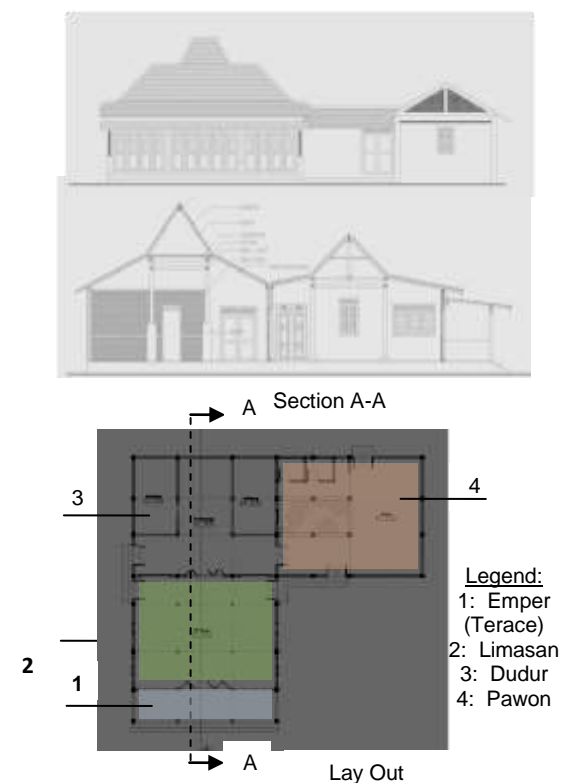 A
Section A-A
3
4
Legend:
1: Emper
(Terace)
2: Limasan
3: Dudur
4: Pawon
2
1
A
Lay Out